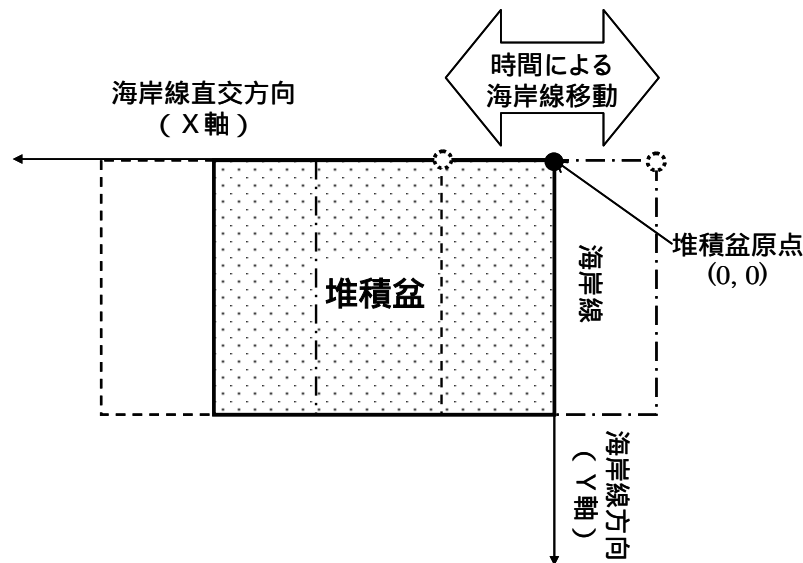 時間による
海岸線移動
海岸線直交方向
(X軸)
堆積盆原点
(0, 0)
海岸線
堆積盆
海岸線方向
(Y軸)